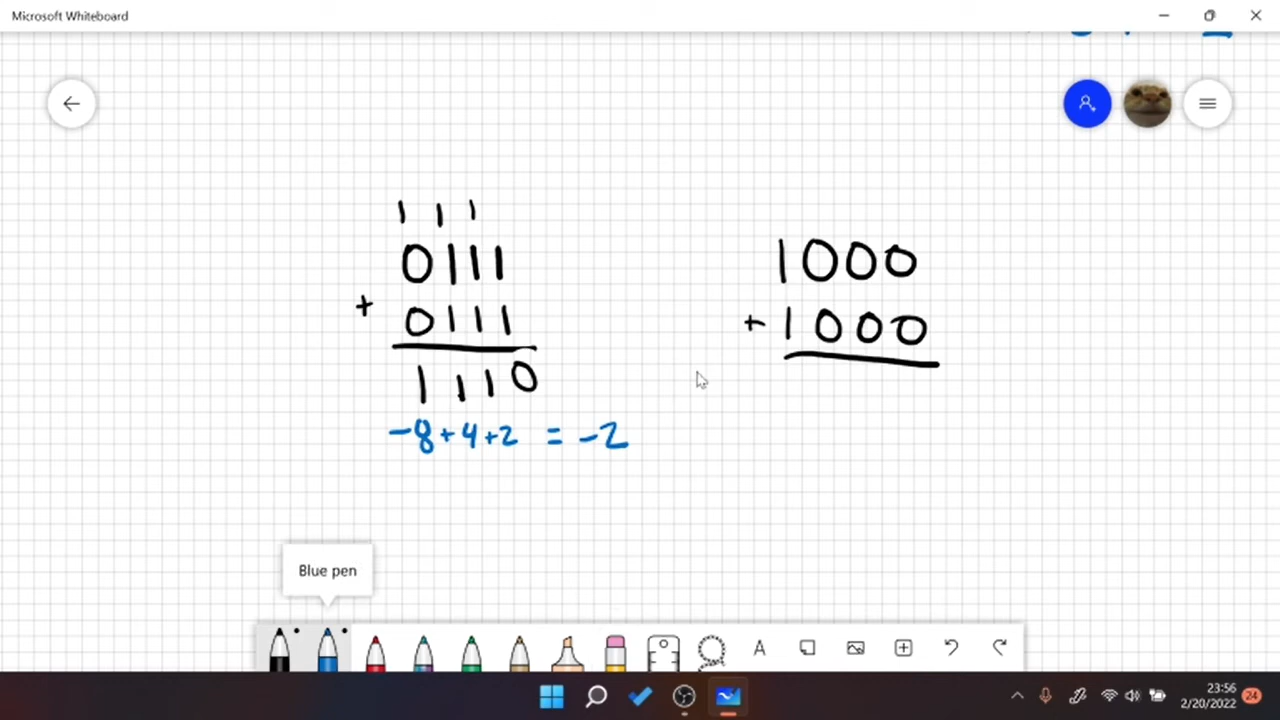 Microsoft Whiteboard
1 1 1
0111
+ 0111
1110
-8+4+2 = -2
1000
+ 1000
Blue pen
A
23:56
2/20/2022
24